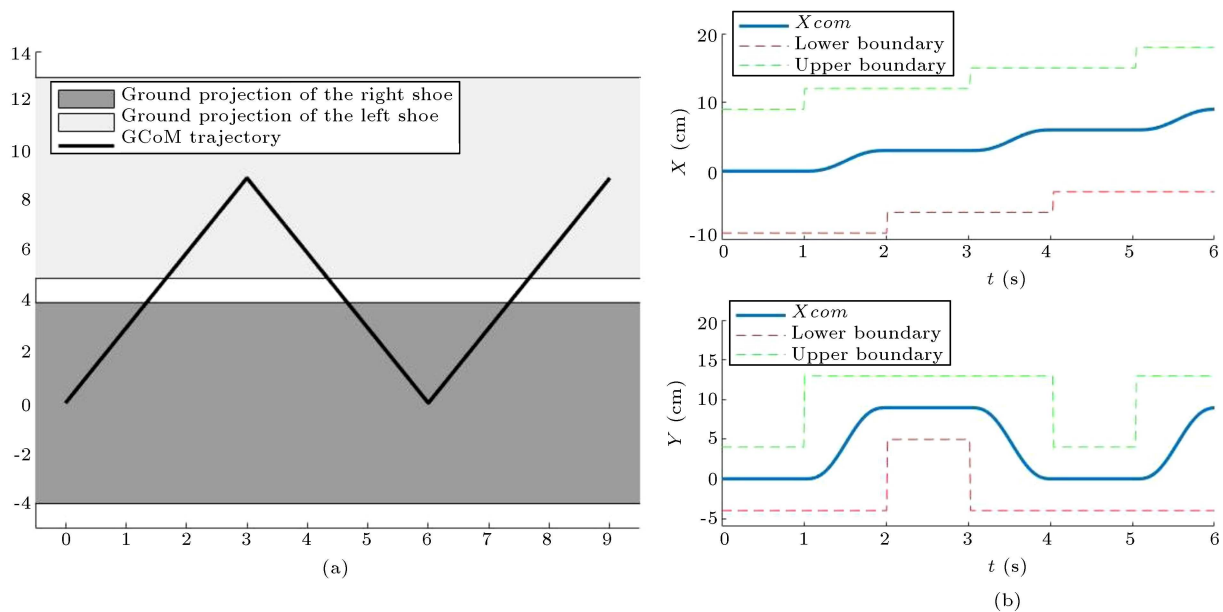 14
12
10
8
6
4
2
0
-2
-4
Ground projection of the right shoe
Ground projection of the left shoe
GCoM trajectory
0 1 2 3 4 5 6 7 8 9
(a)
Xcom
Lower boundary
Upper boundary
20
10
0
-10
X (cm)
0 1 2 3 4 5 6
t (s)
Xcom
Lower boundary
Upper boundary
20
15
10
5
0
-5
Y (cm)
0 1 2 3 4 5 6
t (s)
(b)